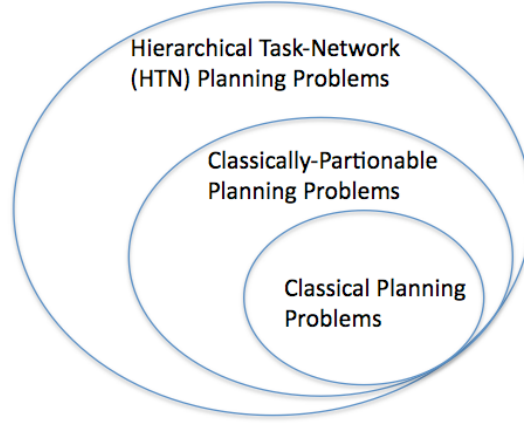 Hierarchical Task-Network
(HTN) Planning Problems
Classically-Partionable
Planning Problems
Classical Planning
Problems